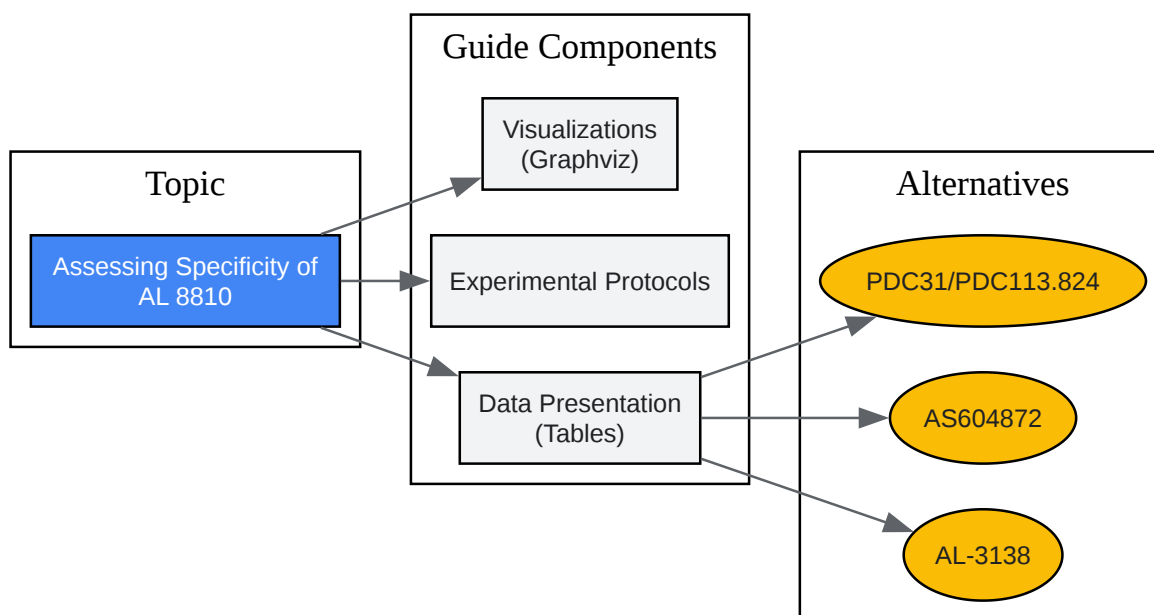 Topic
Assessing Specificity of
AL 8810
Guide Components
Visualizations
(Graphviz)
Experimental Protocols
Data Presentation
(Tables)
Alternatives
PDC31/PDC113.824
AS604872
AL-3138